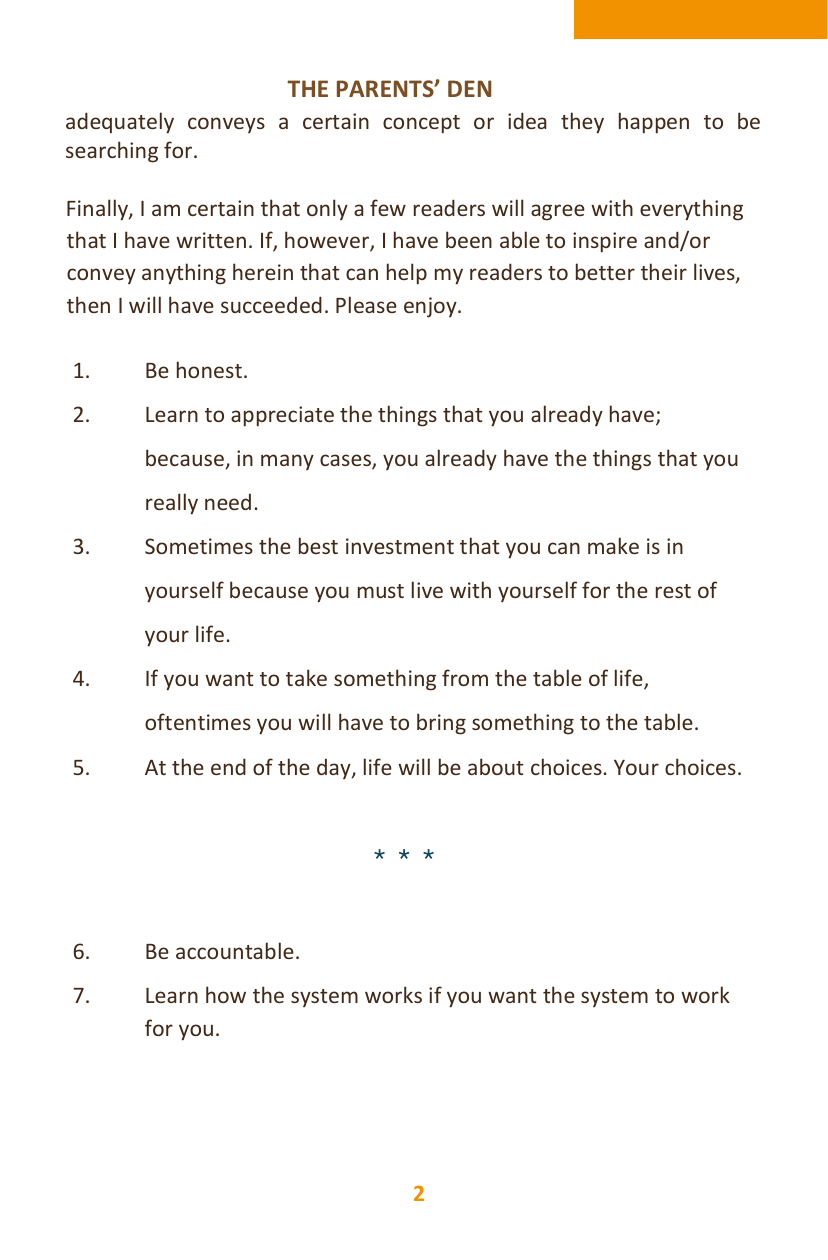 THE PARENTS’ DEN
adequately conveys a certain concept or idea they happen to be
searching for.
Finally, I am certain that only a few readers will agree with everything
that I have written. If, however, I have been able to inspire and/or
convey anything herein that can help my readers to better their lives,
then I will have succeeded. Please enjoy.
1. Be honest.
2. Learn to appreciate the things that you already have;
because, in many cases, you already have the things that you
really need.
3. Sometimes the best investment that you can make is in
yourself because you must live with yourself for the rest of
your life.
4. If you want to take something from the table of life,
oftentimes you will have to bring something to the table.
5. At the end of the day, life will be about choices. Your choices.
* * *
6. Be accountable.
7. Learn how the system works if you want the system to work
for you.
2